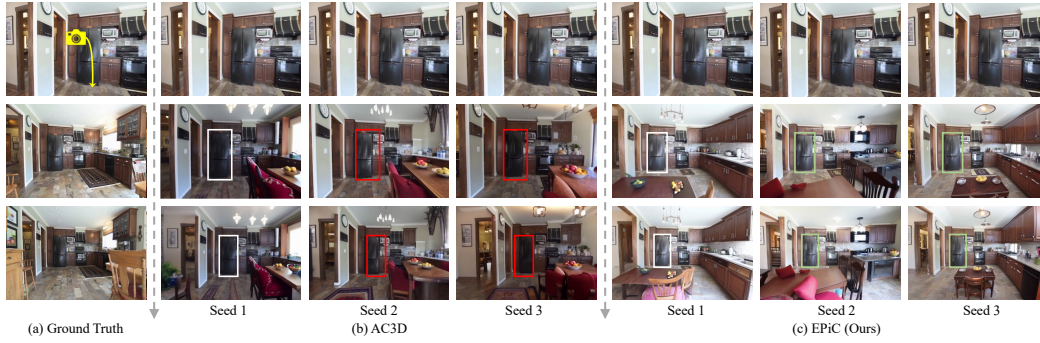 Seed 1
Seed 2
Seed 3
Seed 1
Seed 2
Seed 3
(a) Ground Truth
(b) AC3D
(c) EPiC (Ours)